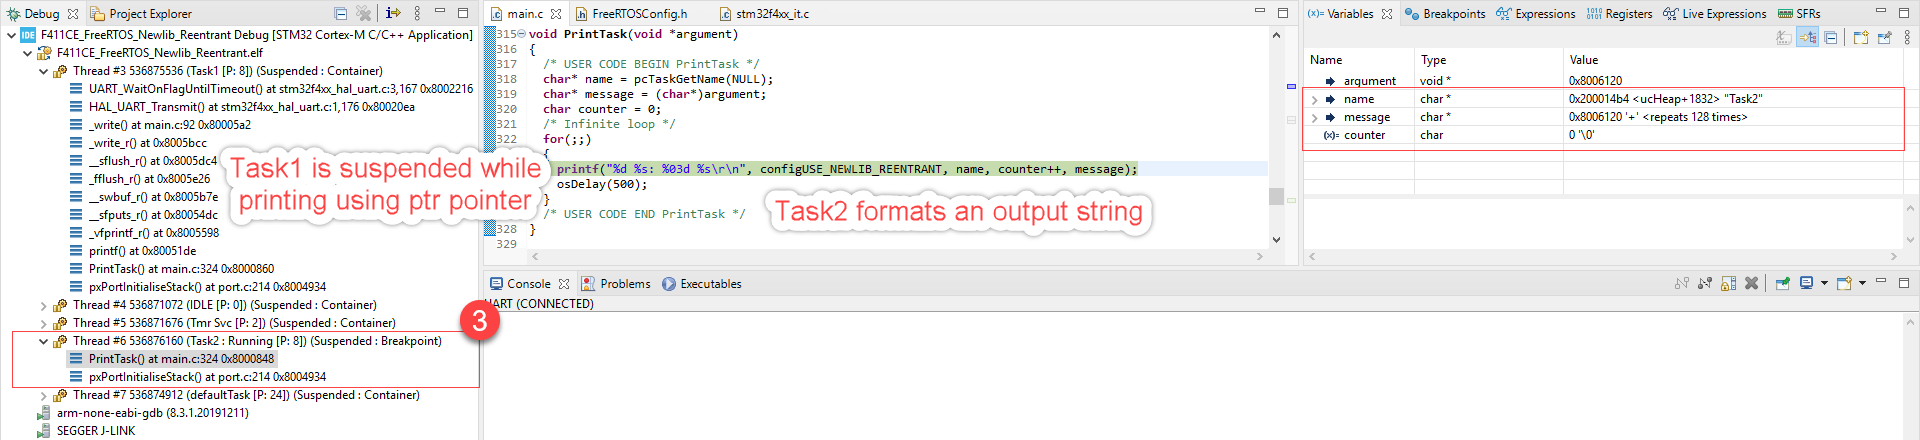 Debug
Project Explorer
F411CE_FreeRTOS_Newlib_Reentrant Debug [STM32 Cortex-M C/C++ Application]
F411CE_FreeRTOS_Newlib_Reentrant.elf
Thread #3 536875536 (Task1 [P: 8]) (Suspended : Container)
UART_WaitOnFlagUntilTimeout() at stm32f4xx_hal_uart.c:3,167 0x8002216
HAL_UART_Transmit() at stm32f4xx_hal_uart.c:1,176 0x80020ea
_write() at main.c:92 0x80005a2
_write_r() at 0x8005bcc
__sflush_r() at 0x8005dc4
_fflush_r() at 0x8005e26
__swbuf_r() at 0x8005b7e
__sfputs_r() at 0x80054dc
_vfprintf_r() at 0x8005598
printf() at 0x80051de
PrintTask() at main.c:324 0x8000860
pxPortInitialiseStack() at port.c:214 0x8004934
Thread #4 536871072 (IDLE [P: 0]) (Suspended : Container)
Thread #5 536871676 (Tmr Svc [P: 2]) (Suspended : Container)
Thread #6 536876160 (Task2 : Running [P: 8]) (Suspended : Breakpoint)
PrintTask() at main.c:324 0x8000848
pxPortInitialiseStack() at port.c:214 0x8004934
Thread #7 536874912 (defaultTask [P: 24]) (Suspended : Container)
arm-none-eabi-gdb (8.3.1.20191211)
SEGGER J-LINK
Task1 is suspended while
printing using ptr pointer
3
main.c
FreeRTOSConfig.h
stm32f4xx_it.c
315 void PrintTask(void *argument)
316 {
317 /* USER CODE BEGIN PrintTask */
318 char* name = pcTaskGetName(NULL);
319 char* message = (char*)argument;
320 char counter = 0;
321 /* Infinite loop */
322 for(;;)
{
printf("%d %s: %03d %s\r\n", configUSE_NEWLIB_REENTRANT, name, counter++, message);
osDelay(500);
}
/* USER CODE END PrintTask */
328 }
329
Task2 formats an output string
Console
Problems
Executables
UART (CONNECTED)
(x)= Variables
Breakpoints
Expressions
Registers
Live Expressions
SFRs
Name Type Value
argument void * 0x8006120
name char * 0x200014b4 <ucHeap+1832> "Task2"
message char * 0x8006120 '+' <repeats 128 times>
(x)= counter char 0 '\0'